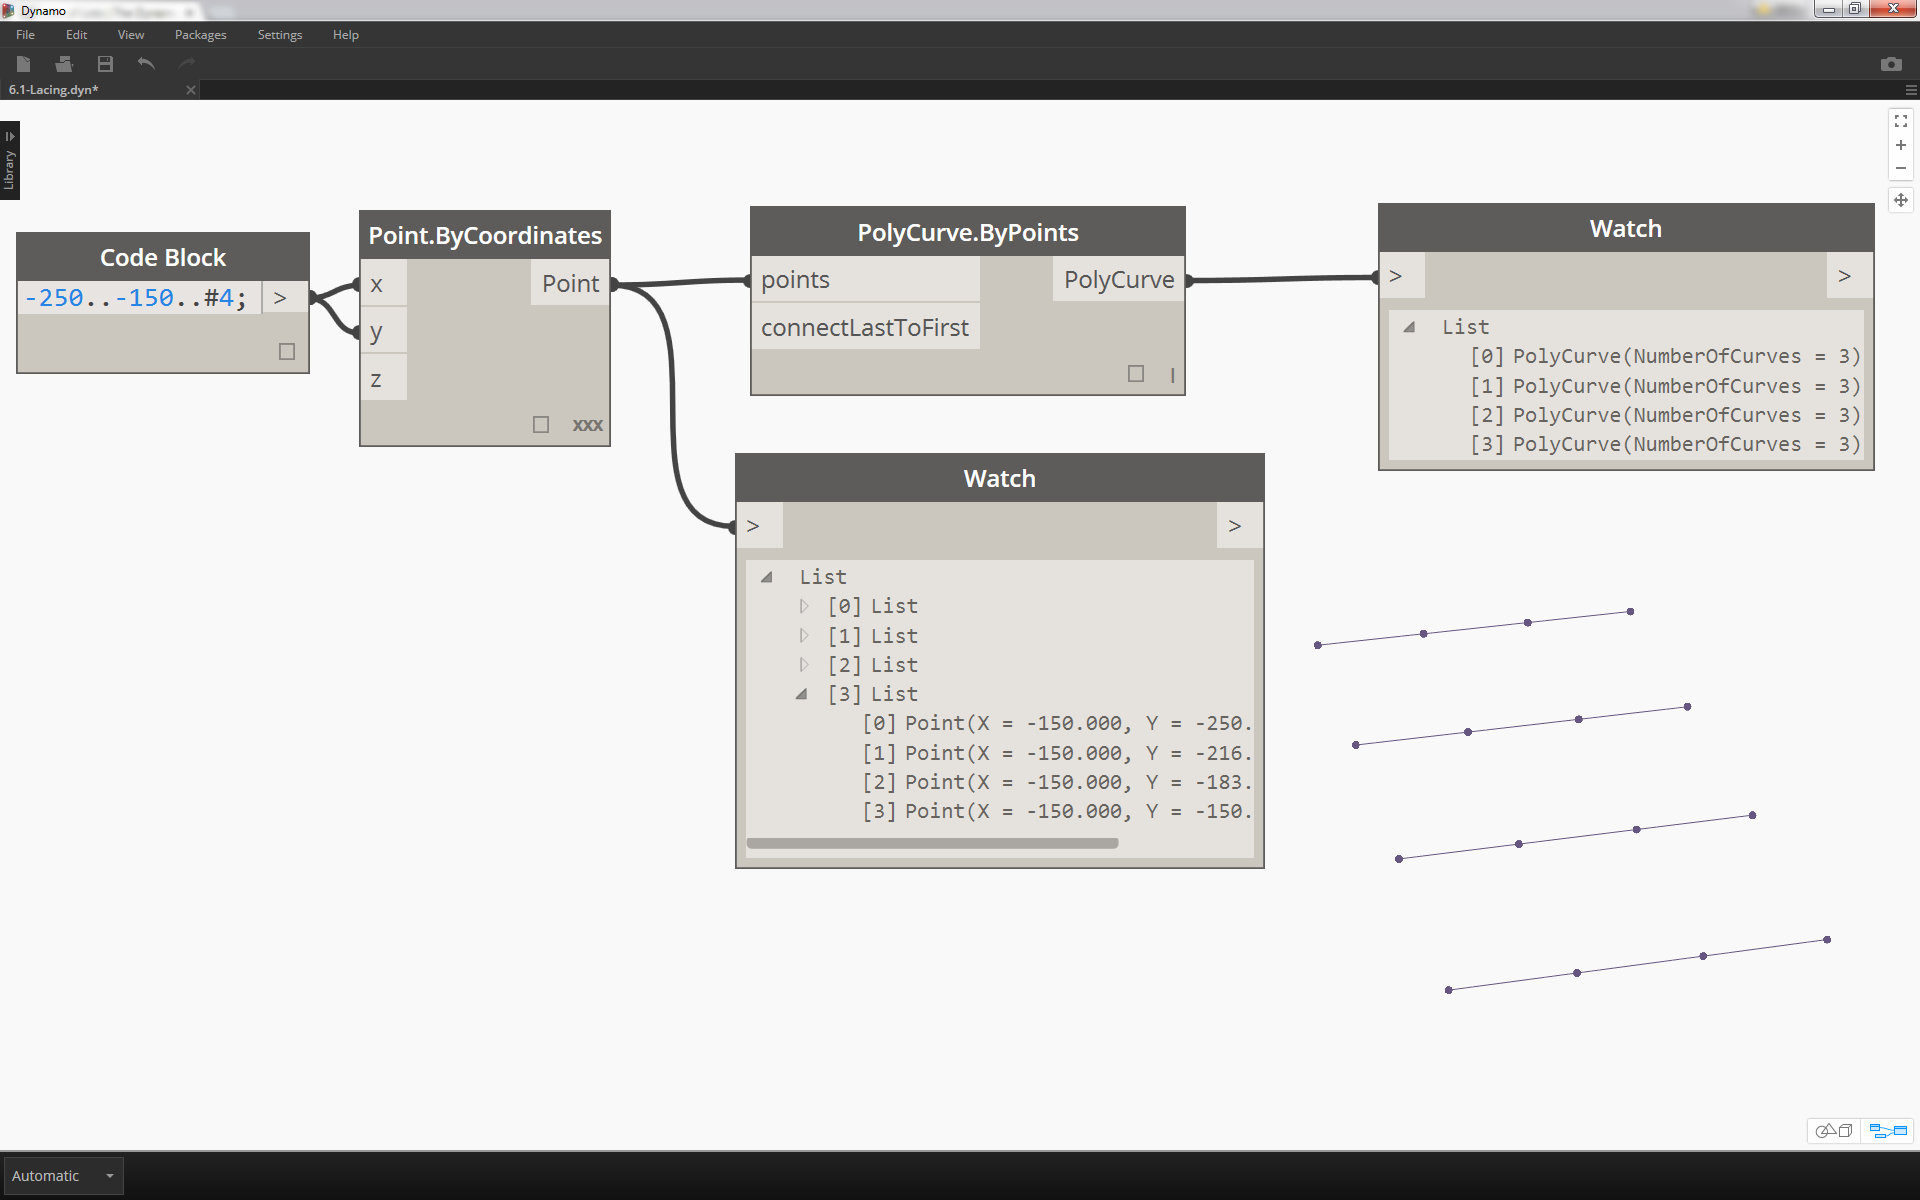 Dynamo
File Edit View Packages Settings Help
6.1-Lacing.dyn*
Library
Code Block
-250..-150..#4; >
Point.ByCoordinates
x Point
y
z
xxx
PolyCurve.ByPoints
points PolyCurve
connectLastToFirst
|
Watch
> >
List
[0] PolyCurve(NumberOfCurves = 3)
[1] PolyCurve(NumberOfCurves = 3)
[2] PolyCurve(NumberOfCurves = 3)
[3] PolyCurve(NumberOfCurves = 3)
Watch
> >
List
[0] List
[1] List
[2] List
[3] List
[0] Point(X = -150.000, Y = -250.
[1] Point(X = -150.000, Y = -216.
[2] Point(X = -150.000, Y = -183.
[3] Point(X = -150.000, Y = -150.
Automatic